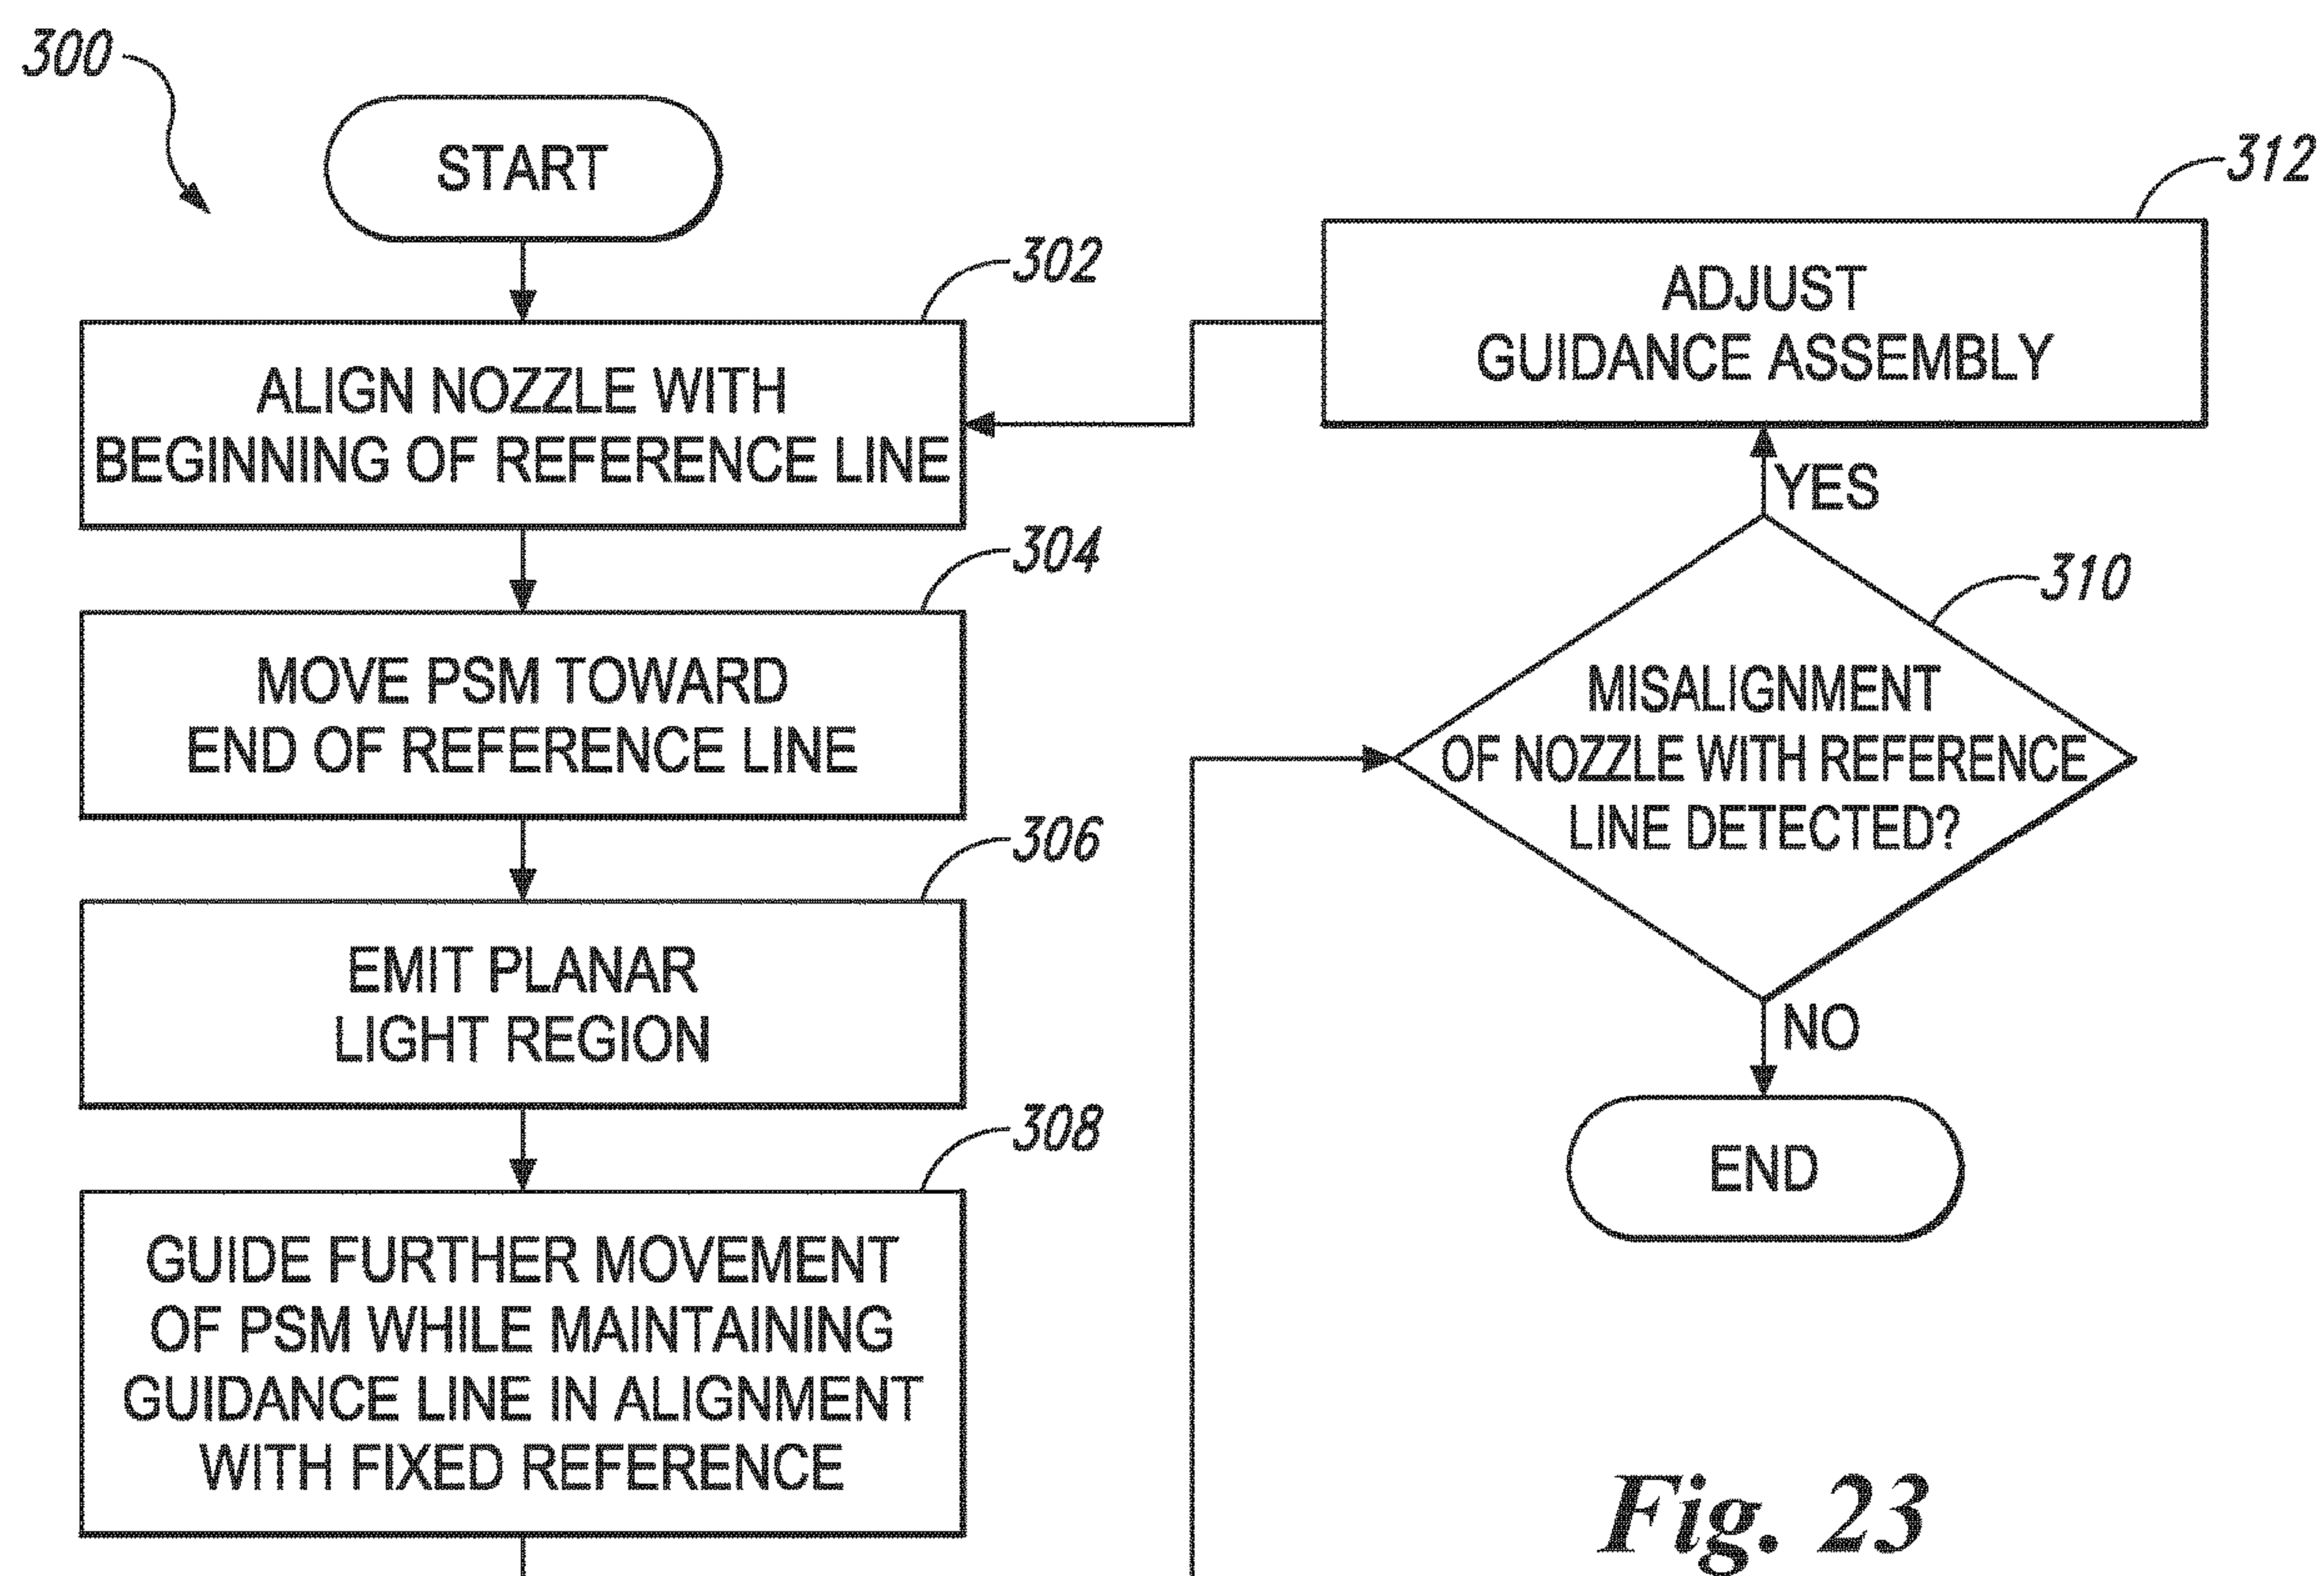 300
START
302
ALIGN NOZZLE WITH
BEGINNING OF REFERENCE LINE
304
MOVE PSM TOWARD
END OF REFERENCE LINE
306
EMIT PLANAR
LIGHT REGION
308
GUIDE FURTHER MOVEMENT
OF PSM WHILE MAINTAINING
GUIDANCE LINE IN ALIGNMENT
WITH FIXED REFERENCE
312
ADJUST
GUIDANCE ASSEMBLY
YES
310
MISALIGNMENT
OF NOZZLE WITH REFERENCE
LINE DETECTED?
NO
END
Fig. 23